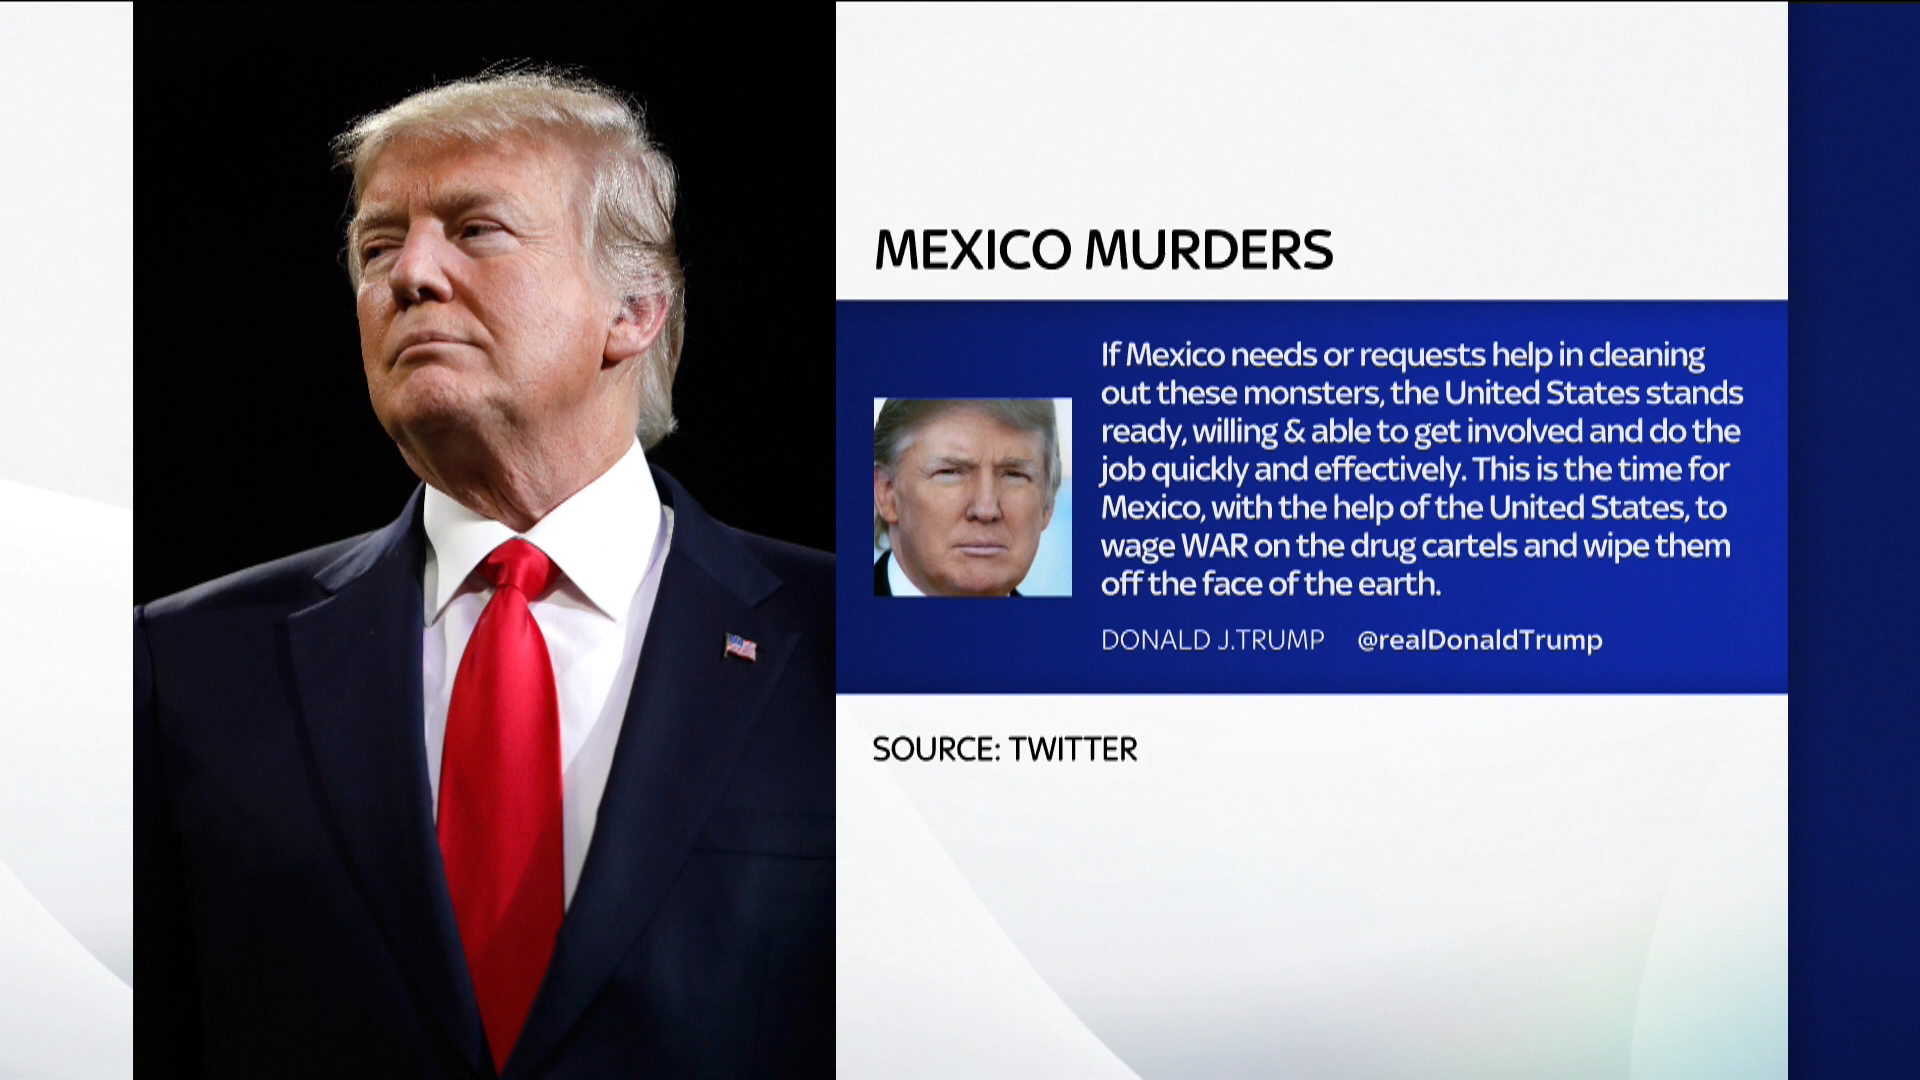 MEXICO MURDERS
If Mexico needs or requests help in cleaning
out these monsters, the United States stands
ready, willing & able to get involved and do the
job quickly and effectively. This is the time for
Mexico, with the help of the United States, to
wage WAR on the drug cartels and wipe them
off the face of the earth.
DONALD J.TRUMP @realDonaldTrump
SOURCE: TWITTER